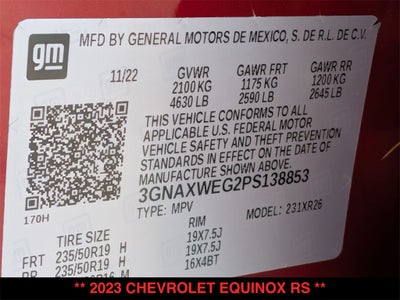 gm
MFD BY GENERAL MOTORS DE MEXICO, S. DE R.L. DE C.V.
11/22 GVWR GAWR FRT GAWR RR
2100 KG 1175 KG 1200 KG
4630 LB 2590 LB 2645 LB
THIS VEHICLE CONFORMS TO ALL
APPLICABLE U.S. FEDERAL MOTOR
VEHICLE SAFETY AND THEFT PREVENTION
STANDARDS IN EFFECT ON THE DATE OF
MANUFACTURE SHOWN ABOVE.
3GNAXWEG2PS138853
170H TYPE: MPV MODEL: 231XR26
TIRE SIZE RIM
FRT 235/50R19 H 19X7.5J
RR 235/50R19 H 19X7.5J
16X4BT
** 2023 CHEVROLET EQUINOX RS **